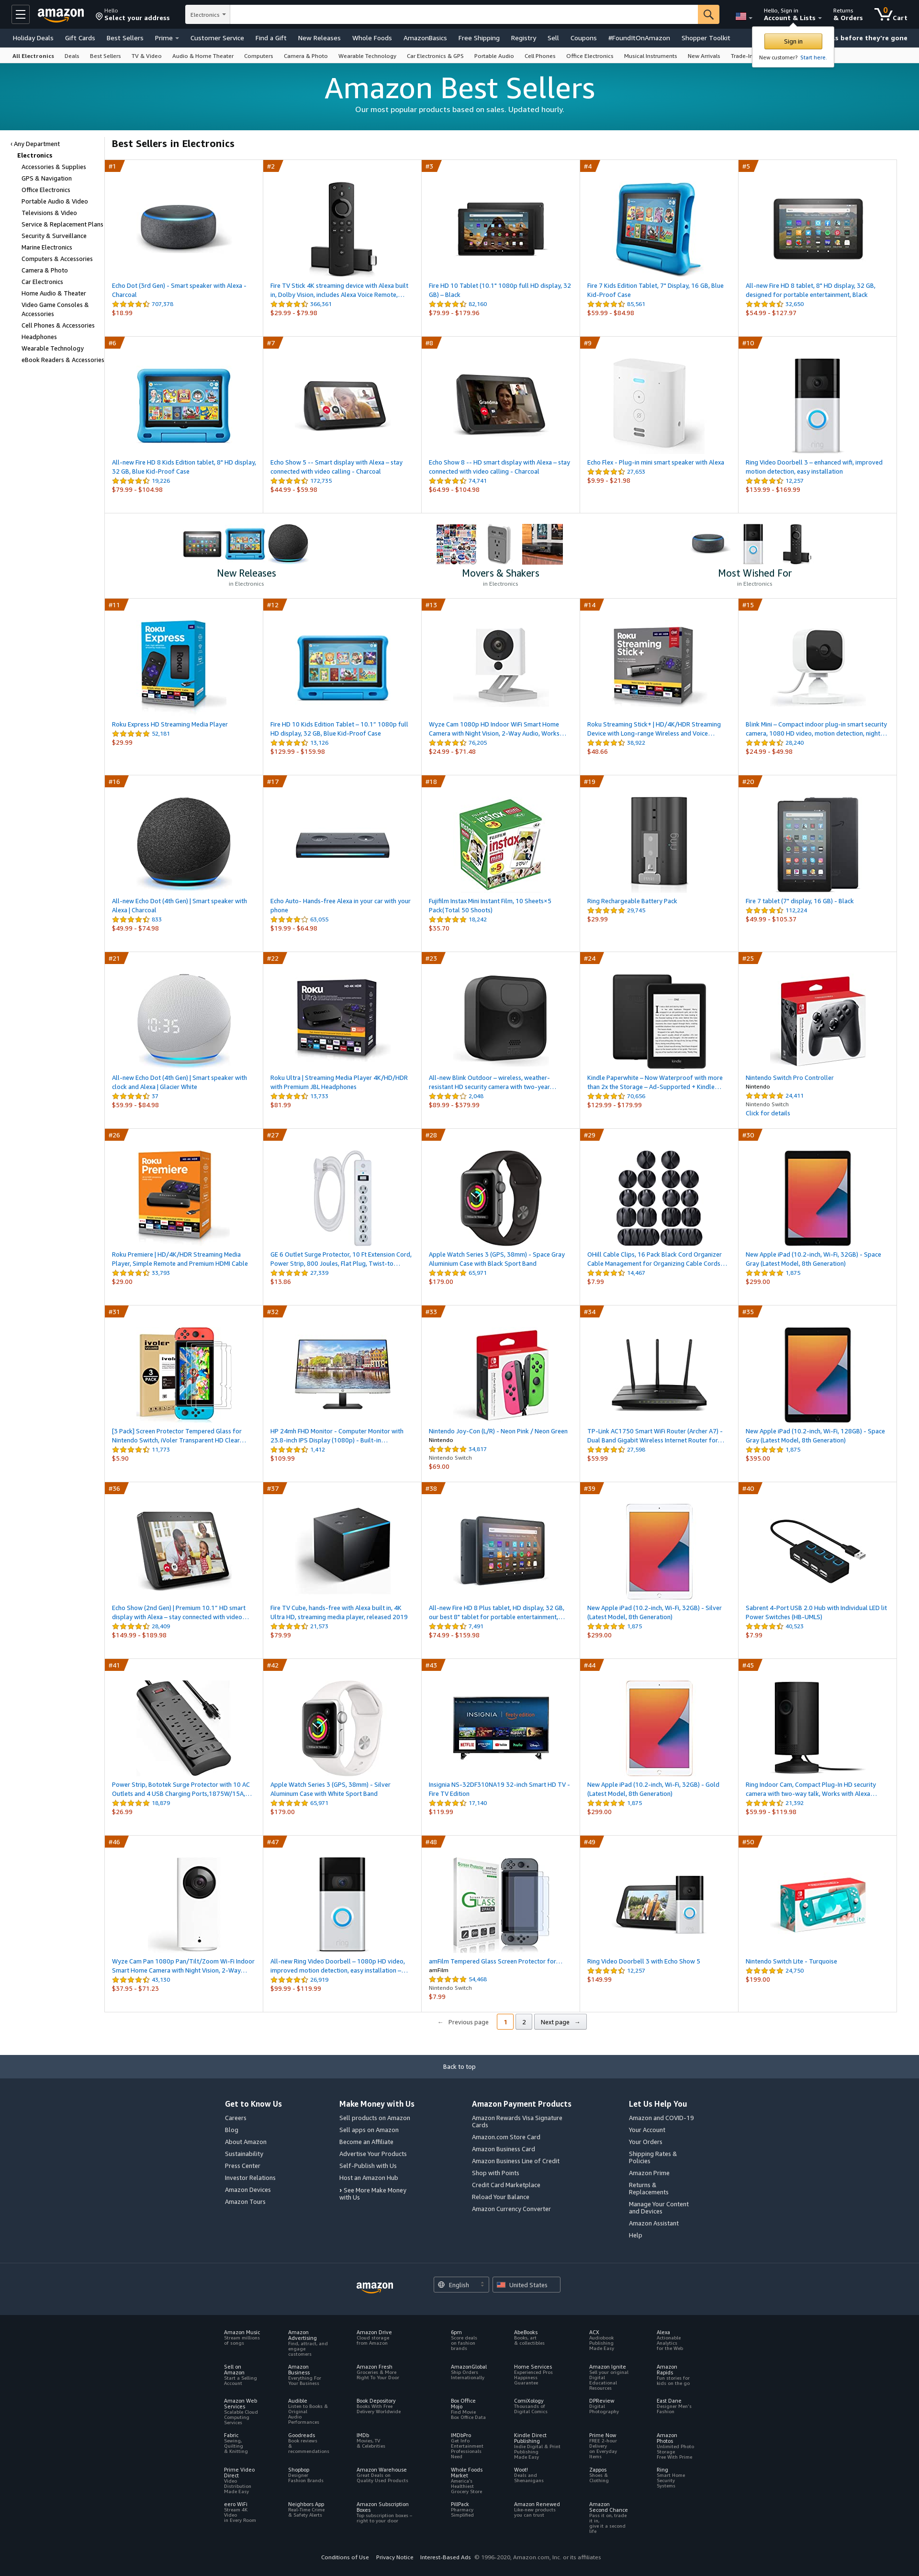 amazon
Hello
Select your address
Electronics
Hello, Sign in
Account & Lists
Returns
& Orders
0
Cart
Holiday Deals Gift Cards Best Sellers Prime Customer Service Find a Gift New Releases Whole Foods AmazonBasics Free Shipping Registry Sell Coupons #FoundItOnAmazon Shopper Toolkit
before they're gone
Sign in
New customer? Start here.
All Electronics Deals Best Sellers TV & Video Audio & Home Theater Computers Camera & Photo Wearable Technology Car Electronics & GPS Portable Audio Cell Phones Office Electronics Musical Instruments New Arrivals Trade-In
Amazon Best Sellers
Our most popular products based on sales. Updated hourly.
‹ Any Department
Electronics
Accessories & Supplies
GPS & Navigation
Office Electronics
Portable Audio & Video
Televisions & Video
Service & Replacement Plans
Security & Surveillance
Marine Electronics
Computers & Accessories
Camera & Photo
Car Electronics
Home Audio & Theater
Video Game Consoles &
Accessories
Cell Phones & Accessories
Headphones
Wearable Technology
eBook Readers & Accessories
Best Sellers in Electronics
#1
Echo Dot (3rd Gen) - Smart speaker with Alexa -
Charcoal
707,378
$18.99
#2
Fire TV Stick 4K streaming device with Alexa built
in, Dolby Vision, includes Alexa Voice Remote,…
366,361
$29.99 - $79.98
#3
Fire HD 10 Tablet (10.1" 1080p full HD display, 32
GB) – Black
82,160
$79.99 - $179.96
#4
Fire 7 Kids Edition Tablet, 7" Display, 16 GB, Blue
Kid-Proof Case
85,561
$59.99 - $84.98
#5
All-new Fire HD 8 tablet, 8" HD display, 32 GB,
designed for portable entertainment, Black
32,650
$54.99 - $127.97
#6
All-new Fire HD 8 Kids Edition tablet, 8" HD display,
32 GB, Blue Kid-Proof Case
19,226
$79.99 - $104.98
#7
Echo Show 5 -- Smart display with Alexa – stay
connected with video calling - Charcoal
172,735
$44.99 - $59.98
#8
Grandma
Echo Show 8 -- HD smart display with Alexa – stay
connected with video calling - Charcoal
74,741
$64.99 - $104.98
#9
Echo Flex - Plug-in mini smart speaker with Alexa
27,655
$9.99 - $21.98
#10
ring
Ring Video Doorbell 3 – enhanced wifi, improved
motion detection, easy installation
12,257
$139.99 - $169.99
New Releases
in Electronics
Movers & Shakers
in Electronics
Most Wished For
in Electronics
#11
Roku
Express
Roku Express HD Streaming Media Player
52,161
$29.99
#12
Fire HD 10 Kids Edition Tablet – 10.1" 1080p full
HD display, 32 GB, Blue Kid-Proof Case
13,126
$129.99 - $159.98
#13
Wyze Cam 1080p HD Indoor WiFi Smart Home
Camera with Night Vision, 2-Way Audio, Works…
76,205
$24.99 - $71.48
#14
Roku
Streaming
Stick+
Roku Streaming Stick+ | HD/4K/HDR Streaming
Device with Long-range Wireless and Voice…
38,922
$48.66
#15
Blink Mini – Compact indoor plug-in smart security
camera, 1080 HD video, motion detection, night…
28,240
$24.99 - $49.98
#16
All-new Echo Dot (4th Gen) | Smart speaker with
Alexa | Charcoal
633
$49.99 - $74.98
#17
Echo Auto- Hands-free Alexa in your car with your
phone
63,055
$19.99 - $64.98
#18
FUJIFILM
instax
mini
Fujifilm Instax Mini Instant Film, 10 Sheets×5
Pack(Total 50 Shoots)
18,242
$35.70
#19
ring
Ring Rechargeable Battery Pack
29,745
$29.99
#20
Fire 7 tablet (7" display, 16 GB) - Black
112,224
$49.99 - $105.37
#21
10:35
All-new Echo Dot (4th Gen) | Smart speaker with
clock and Alexa | Glacier White
37
$59.99 - $84.98
#22
Roku
Ultra
Roku Ultra | Streaming Media Player 4K/HD/HDR
with Premium JBL Headphones
13,733
$81.99
#23
All-new Blink Outdoor – wireless, weather-
resistant HD security camera with two-year…
2,048
$89.99 - $379.99
#24
Kindle Paperwhite – Now Waterproof with more
than 2x the Storage – Ad-Supported + Kindle…
70,656
$129.99 - $179.99
#25
Nintendo Switch Pro Controller
Nintendo
24,411
Nintendo Switch
Click for details
#26
Roku
Premiere
Roku Premiere | HD/4K/HDR Streaming Media
Player, Simple Remote and Premium HDMI Cable
33,793
$29.00
#27
GE 6 Outlet Surge Protector, 10 Ft Extension Cord,
Power Strip, 800 Joules, Flat Plug, Twist-to…
27,339
$13.86
#28
Apple Watch Series 3 (GPS, 38mm) - Space Gray
Aluminium Case with Black Sport Band
65,971
$179.00
#29
OHill Cable Clips, 16 Pack Black Cord Organizer
Cable Management for Organizing Cable Cords…
14,467
$7.99
#30
New Apple iPad (10.2-inch, Wi-Fi, 32GB) - Space
Gray (Latest Model, 8th Generation)
1,875
$299.00
#31
ivoler
3
PACK
[3 Pack] Screen Protector Tempered Glass for
Nintendo Switch, iVoler Transparent HD Clear…
11,773
$5.90
#32
HP 24mh FHD Monitor - Computer Monitor with
23.8-inch IPS Display (1080p) - Built-in…
1,412
$109.99
#33
Nintendo Joy-Con (L/R) - Neon Pink / Neon Green
Nintendo
34,817
Nintendo Switch
$69.00
#34
TP-Link AC1750 Smart WiFi Router (Archer A7) -
Dual Band Gigabit Wireless Internet Router for…
27,598
$59.99
#35
New Apple iPad (10.2-inch, Wi-Fi, 128GB) - Space
Gray (Latest Model, 8th Generation)
1,875
$395.00
#36
Echo Show (2nd Gen) | Premium 10.1" HD smart
display with Alexa – stay connected with video…
28,409
$149.99 - $189.98
#37
Fire TV Cube, hands-free with Alexa built in, 4K
Ultra HD, streaming media player, released 2019
21,573
$79.99
#38
All-new Fire HD 8 Plus tablet, HD display, 32 GB,
our best 8" tablet for portable entertainment,…
7,491
$74.99 - $159.98
#39
New Apple iPad (10.2-inch, Wi-Fi, 32GB) - Silver
(Latest Model, 8th Generation)
1,875
$299.00
#40
Sabrent 4-Port USB 2.0 Hub with Individual LED lit
Power Switches (HB-UMLS)
40,523
$7.99
#41
Power Strip, Bototek Surge Protector with 10 AC
Outlets and 4 USB Charging Ports,1875W/15A,…
16,879
$26.99
#42
Apple Watch Series 3 (GPS, 38mm) - Silver
Aluminum Case with White Sport Band
65,971
$179.00
#43
INSIGNIA
fire tv edition
NETFLIX
Insignia NS-32DF310NA19 32-inch Smart HD TV -
Fire TV Edition
17,140
$119.99
#44
New Apple iPad (10.2-inch, Wi-Fi, 32GB) - Gold
(Latest Model, 8th Generation)
1,875
$299.00
#45
Ring Indoor Cam, Compact Plug-In HD security
camera with two-way talk, Works with Alexa…
21,392
$59.99 - $119.98
#46
Wyze Cam Pan 1080p Pan/Tilt/Zoom Wi-Fi Indoor
Smart Home Camera with Night Vision, 2-Way…
43,130
$37.95 - $71.23
#47
ring
All-new Ring Video Doorbell – 1080p HD video,
improved motion detection, easy installation –…
26,919
$99.99 - $119.99
#48
GLASS
amFilm Tempered Glass Screen Protector for…
amFilm
54,468
Nintendo Switch
$7.99
#49
Ring Video Doorbell 3 with Echo Show 5
12,257
$149.99
#50
Nintendo Switch Lite - Turquoise
24,750
$199.00
← Previous page 1 2 Next page →
Back to top
Get to Know Us
Careers
Blog
About Amazon
Sustainability
Press Center
Investor Relations
Amazon Devices
Amazon Tours
Make Money with Us
Sell products on Amazon
Sell apps on Amazon
Become an Affiliate
Advertise Your Products
Self-Publish with Us
Host an Amazon Hub
› See More Make Money
with Us
Amazon Payment Products
Amazon Rewards Visa Signature
Cards
Amazon.com Store Card
Amazon Business Card
Amazon Business Line of Credit
Shop with Points
Credit Card Marketplace
Reload Your Balance
Amazon Currency Converter
Let Us Help You
Amazon and COVID-19
Your Account
Your Orders
Shipping Rates &
Policies
Amazon Prime
Returns &
Replacements
Manage Your Content
and Devices
Amazon Assistant
Help
amazon
English
United States
Amazon Music
Stream millions
of songs
Amazon
Advertising
Find, attract, and
engage
customers
Amazon Drive
Cloud storage
from Amazon
6pm
Score deals
on fashion
brands
AbeBooks
Books, art
& collectibles
ACX
Audiobook
Publishing
Made Easy
Alexa
Actionable
Analytics
for the Web
Sell on
Amazon
Start a Selling
Account
Amazon
Business
Everything For
Your Business
Amazon Fresh
Groceries & More
Right To Your Door
AmazonGlobal
Ship Orders
Internationally
Home Services
Experienced Pros
Happiness
Guarantee
Amazon Ignite
Sell your original
Digital
Educational
Resources
Amazon
Rapids
Fun stories for
kids on the go
Amazon Web
Services
Scalable Cloud
Computing
Services
Audible
Listen to Books &
Original
Audio
Performances
Book Depository
Books With Free
Delivery Worldwide
Box Office
Mojo
Find Movie
Box Office Data
ComiXology
Thousands of
Digital Comics
DPReview
Digital
Photography
East Dane
Designer Men's
Fashion
Fabric
Sewing,
Quilting
& Knitting
Goodreads
Book reviews
&
recommendations
IMDb
Movies, TV
& Celebrities
IMDbPro
Get Info
Entertainment
Professionals
Need
Kindle Direct
Publishing
Indie Digital & Print
Publishing
Made Easy
Prime Now
FREE 2-hour
Delivery
on Everyday
Items
Amazon
Photos
Unlimited Photo
Storage
Free With Prime
Prime Video
Direct
Video
Distribution
Made Easy
Shopbop
Designer
Fashion Brands
Amazon Warehouse
Great Deals on
Quality Used Products
Whole Foods
Market
America's
Healthiest
Grocery Store
Woot!
Deals and
Shenanigans
Zappos
Shoes &
Clothing
Ring
Smart Home
Security
Systems
eero WiFi
Stream 4K
Video
in Every Room
Neighbors App
Real-Time Crime
& Safety Alerts
Amazon Subscription
Boxes
Top subscription boxes –
right to your door
PillPack
Pharmacy
Simplified
Amazon Renewed
Like-new products
you can trust
Amazon
Second Chance
Pass it on, trade
it in,
give it a second
life
Conditions of Use Privacy Notice Interest-Based Ads © 1996-2020, Amazon.com, Inc. or its affiliates